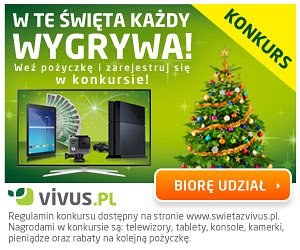 W TE ŚWIĘTA KAŻDY
WYGRYWA!
Weź pożyczkę i zarejestruj się
w konkursie!
KONKURS
vivus.PL
BIORĘ UDZIAŁ
Regulamin konkursu dostępny na stronie www.swietazvivus.pl.
Nagrodami w konkursie są: telewizory, tablety, konsole, kamerki,
pieniądze oraz rabaty na kolejną pożyczkę.